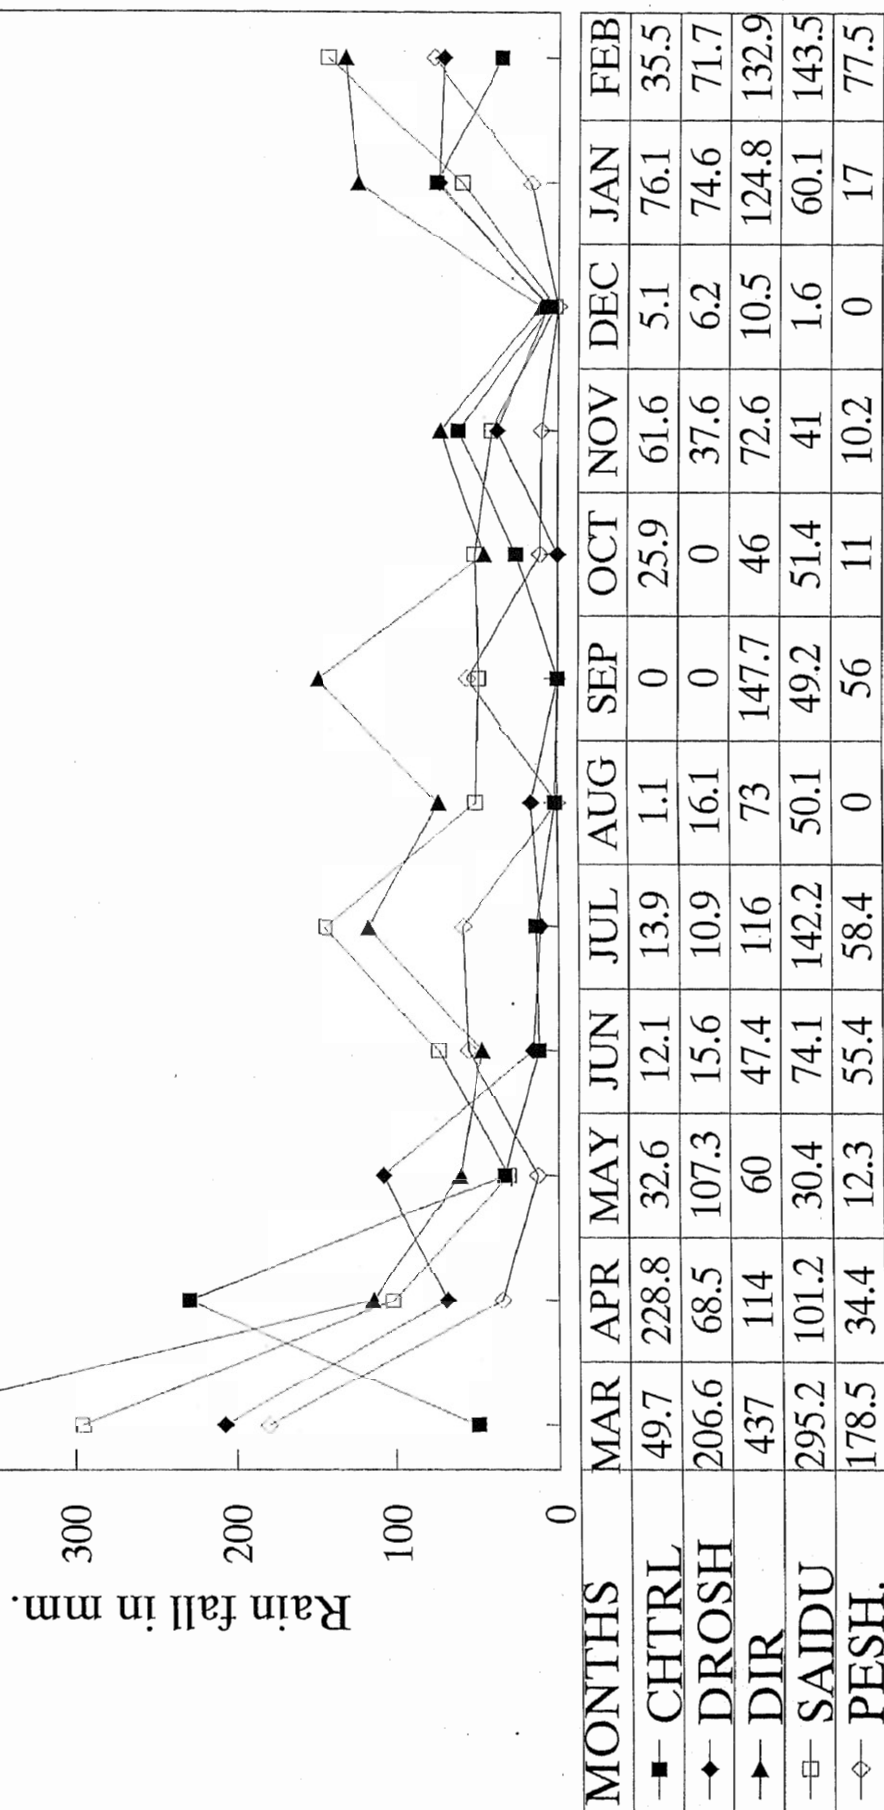 300
200
100
0
Rain fall in mm.
MONTHS MAR APR MAY JUN JUL AUG SEP OCT NOV DEC JAN FEB
CHTRL 49.7 228.8 32.6 12.1 13.9 1.1 0 25.9 61.6 5.1 76.1 35.5
DROSH 206.6 68.5 107.3 15.6 10.9 16.1 0 0 37.6 6.2 74.6 71.7
DIR 437 114 60 47.4 116 73 147.7 46 72.6 10.5 124.8 132.9
SAIDU 295.2 101.2 30.4 74.1 142.2 50.1 49.2 51.4 41 1.6 60.1 143.5
PESH. 178.5 34.4 12.3 55.4 58.4 0 56 11 10.2 0 17 77.5